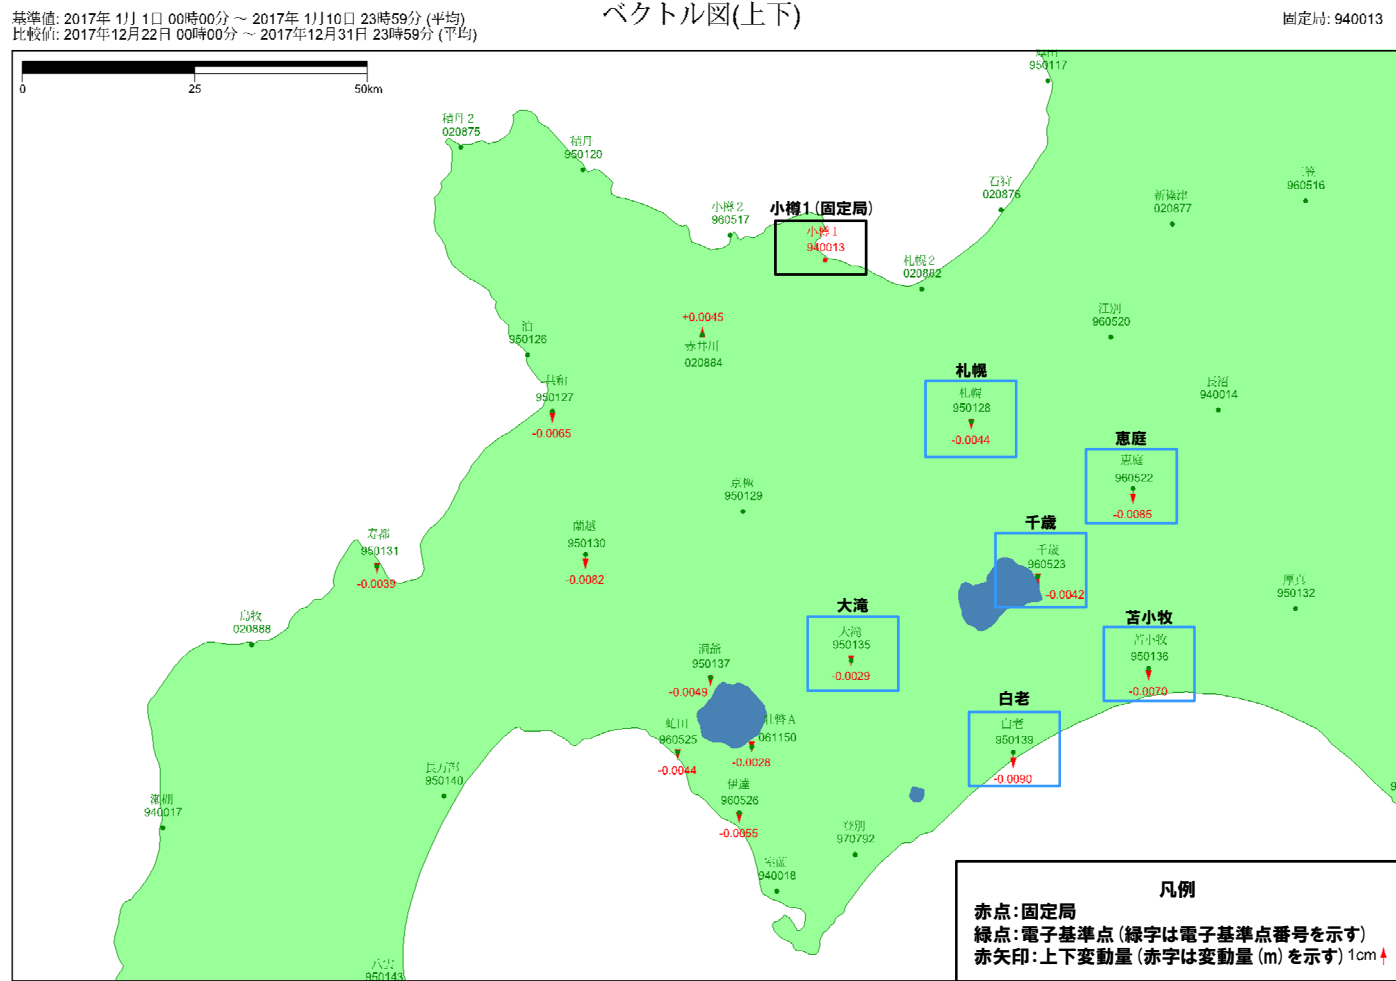 ベクトル図(上下)
基準値: 2017年 1月 1日 00時00分 ～ 2017年 1月10日 23時59分 (平均)
比較値: 2017年12月22日 00時00分 ～ 2017年12月31日 23時59分 (平均)
固定局: 940013
0 25 50km
950117
積丹2
020875
積丹
950120
石狩
020876
新篠津
020877
960516
小樽2
960517
小樽1(固定局)
小樽1
940013
札幌2
020882
江別
960520
長沼
940014
泊
950126
+0.0045
赤井川
020884
共和
950127
-0.0065
札幌
札幌
950128
-0.0044
恵庭
恵庭
960522
-0.0085
京極
950129
千歳
千歳
960523
-0.0042
寿都
950131
-0.0039
蘭越
950130
-0.0082
厚真
950132
島牧
020888
大滝
大滝
950135
-0.0029
苫小牧
苫小牧
950136
-0.0070
洞爺
950137
-0.0049
白老
白老
950139
-0.0090
虻田
960525
-0.0044
壮瞥A
061150
-0.0028
長万部
950140
伊達
960526
-0.0055
瀬棚
940017
登別
970792
室蘭
940018
八雲
950143
凡例
赤点:固定局
緑点:電子基準点(緑字は電子基準点番号を示す)
赤矢印:上下変動量(赤字は変動量(m)を示す) 1cm